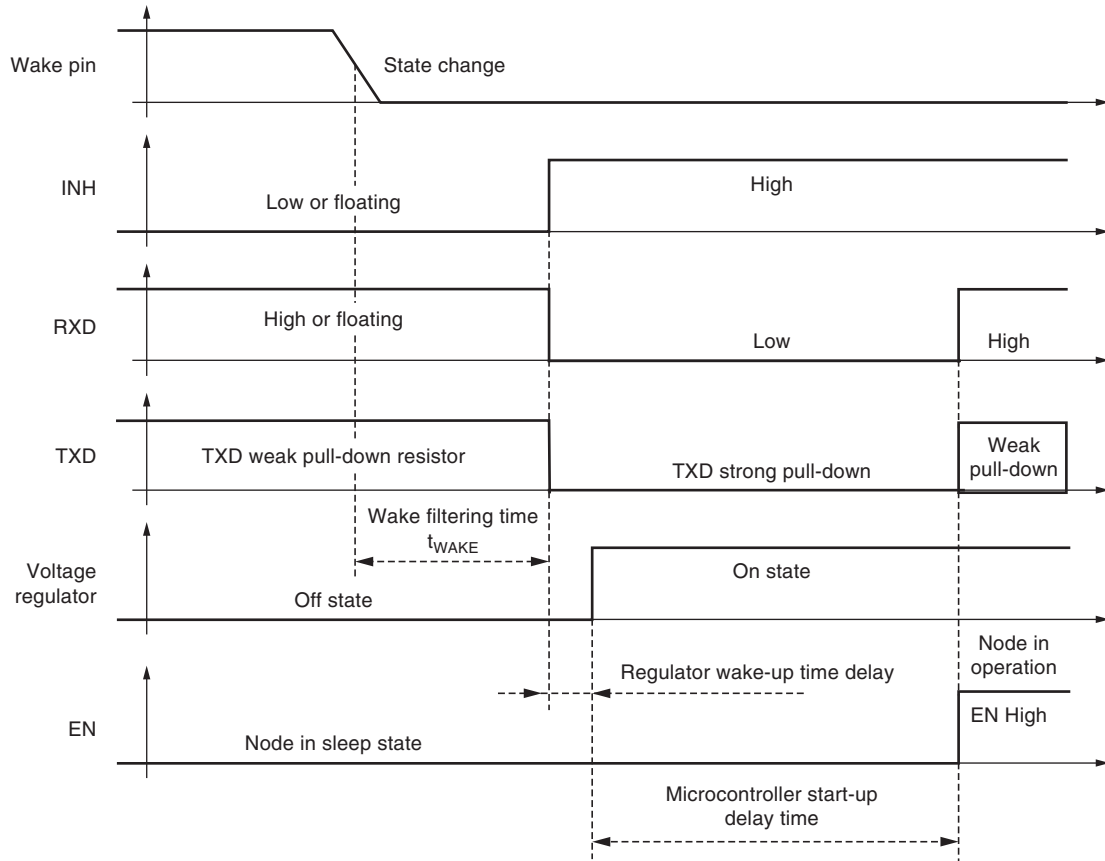 Wake pin
State change
INH
Low or floating
High
RXD
High or floating
Low
High
TXD
TXD weak pull-down resistor
TXD strong pull-down
Weak
pull-down
Wake filtering time
tWAKE
Voltage
regulator
Off state
On state
Regulator wake-up time delay
Node in
operation
EN
Node in sleep state
EN High
Microcontroller start-up
delay time